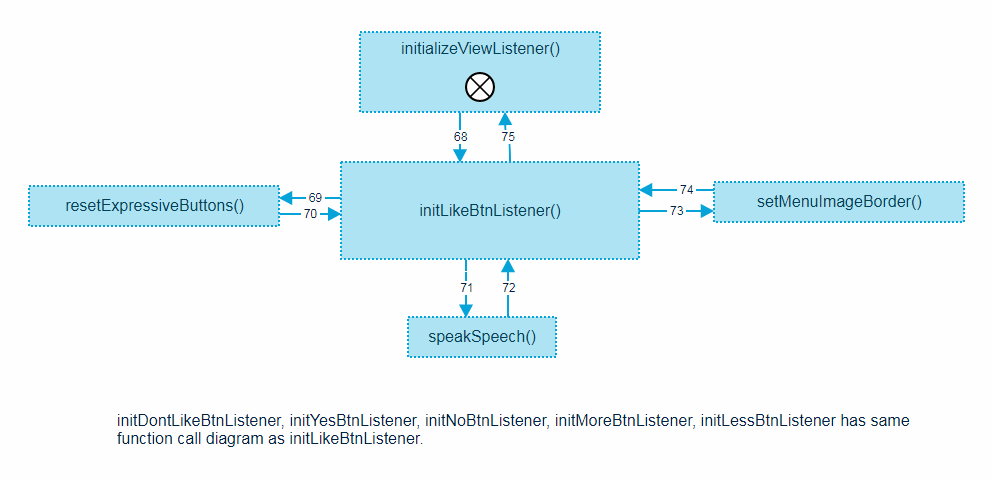 initializeViewListener()
68 75
resetExpressiveButtons()
69
70
initLikeBtnListener()
74
73
setMenuImageBorder()
71 72
speakSpeech()
initDontLikeBtnListener, initYesBtnListener, initNoBtnListener, initMoreBtnListener, initLessBtnListener has same
function call diagram as initLikeBtnListener.